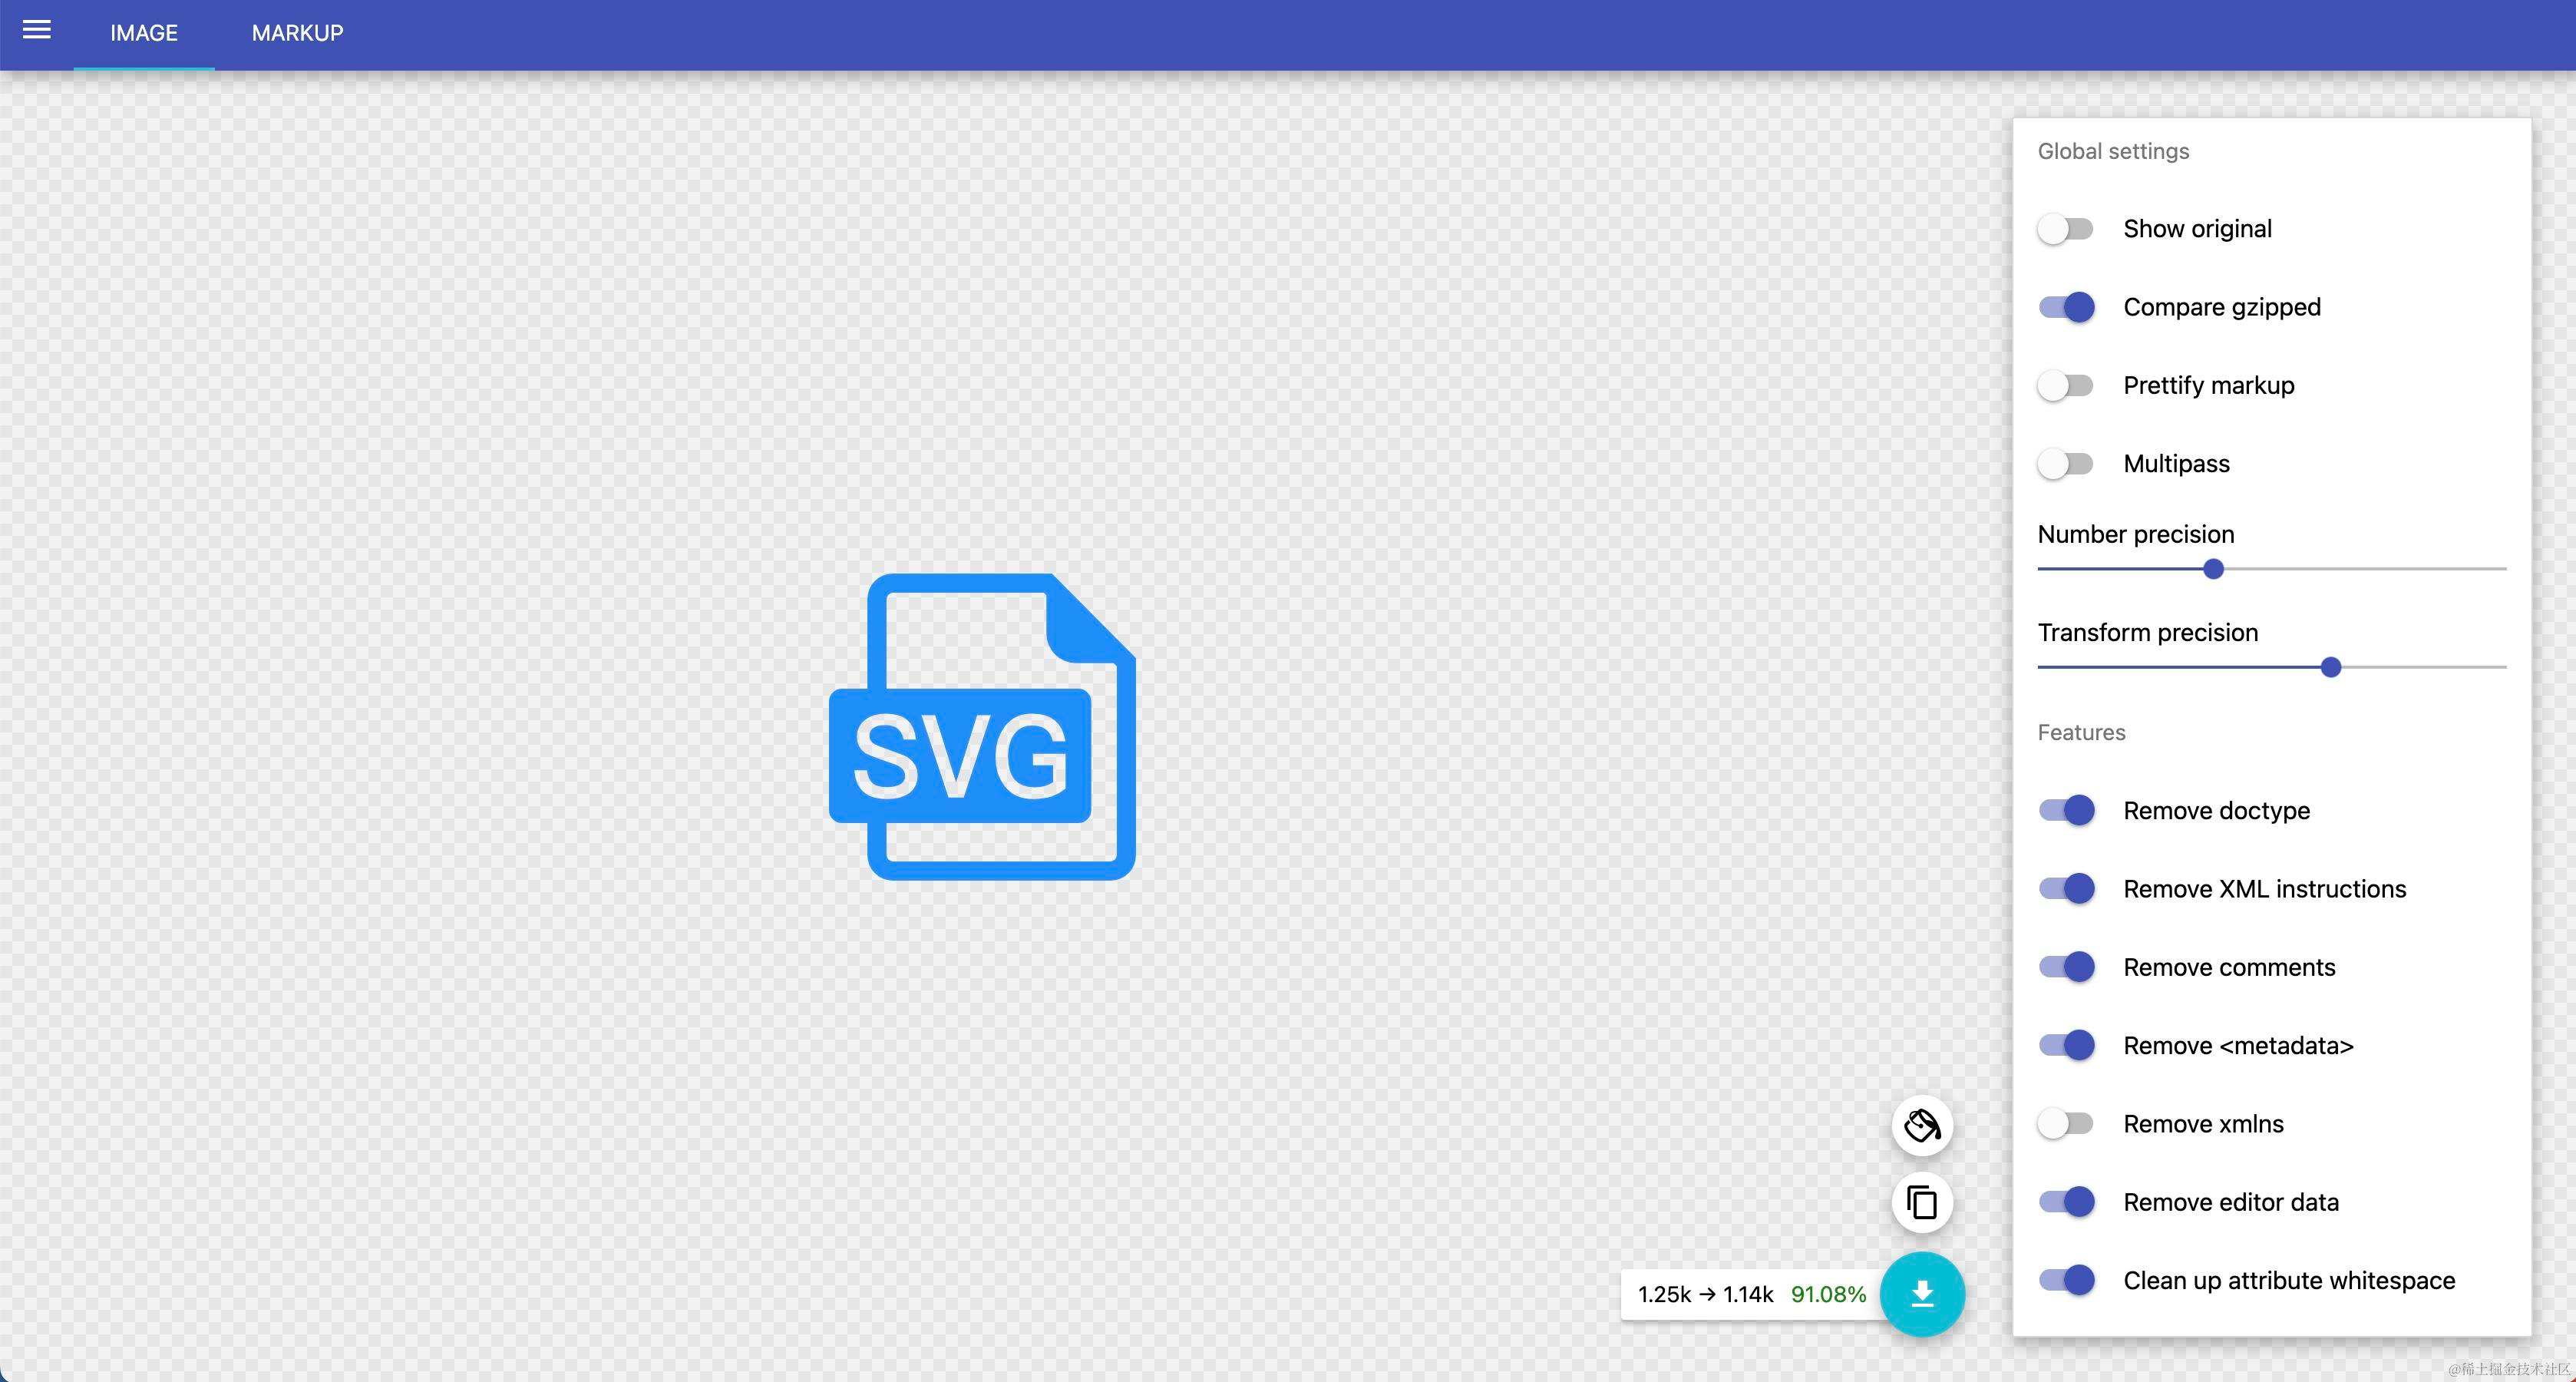 IMAGE
MARKUP
Global settings
Show original
Compare gzipped
Prettify markup
Multipass
Number precision
Transform precision
Features
Remove doctype
Remove XML instructions
Remove comments
Remove <metadata>
Remove xmlns
Remove editor data
Clean up attribute whitespace
SVG
1.25k → 1.14k 91.08%
@稀土掘金技术社区